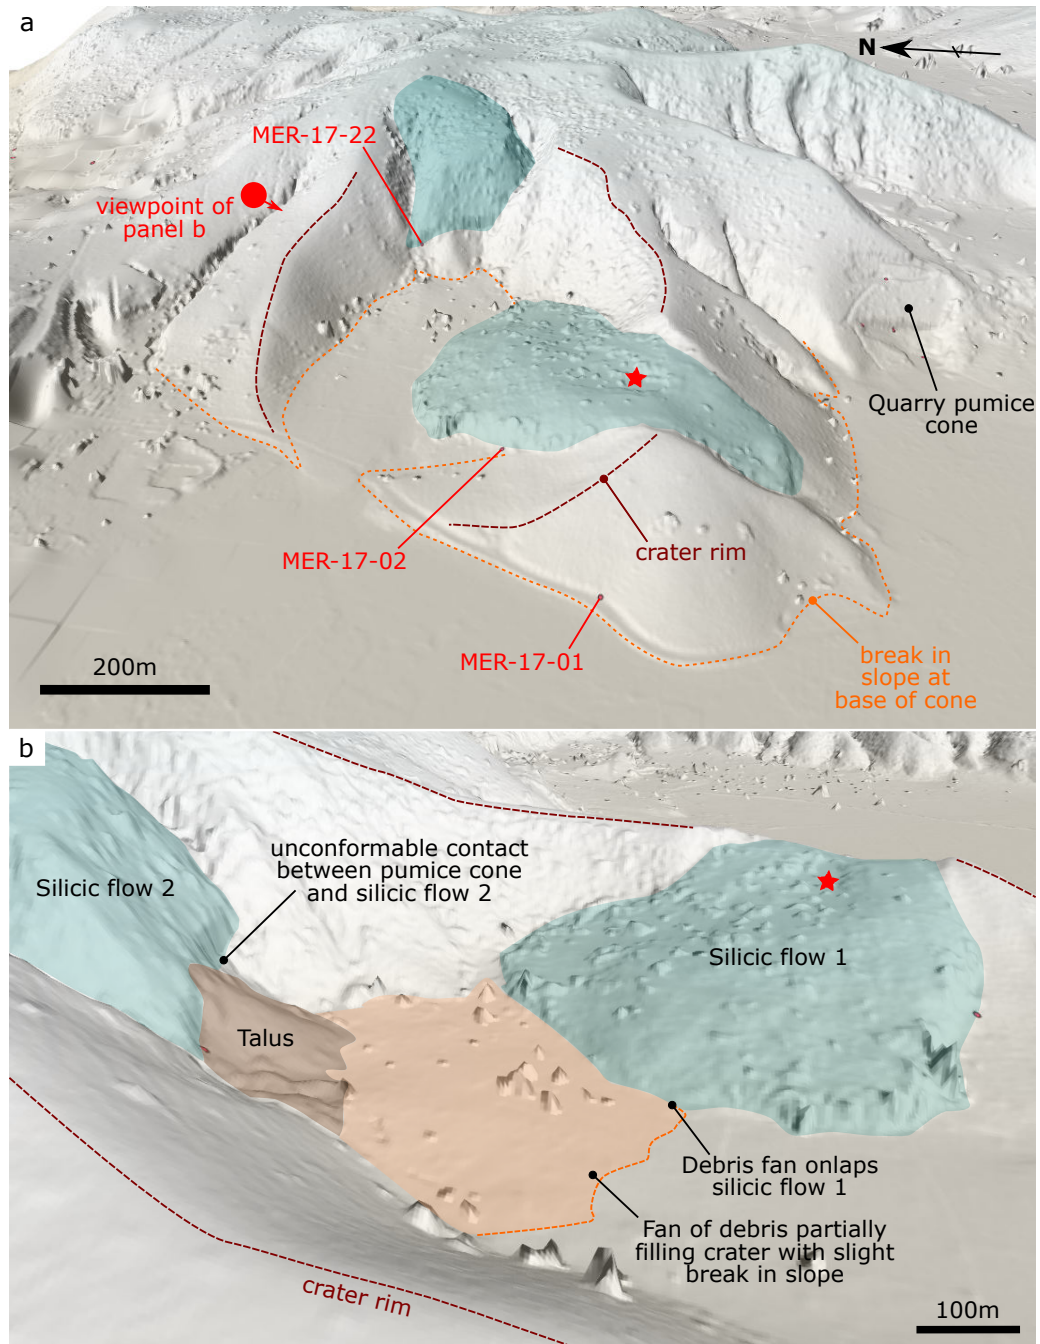 a
N
MER-17-22
viewpoint of
panel b
Quarry pumice
cone
MER-17-02
crater rim
MER-17-01
200m
break in
slope at
base of cone
b
unconformable contact
between pumice cone
and silicic flow 2
Silicic flow 2
Silicic flow 1
Talus
Debris fan onlaps
silicic flow 1
Fan of debris partially
filling crater with slight
break in slope
crater rim
100m